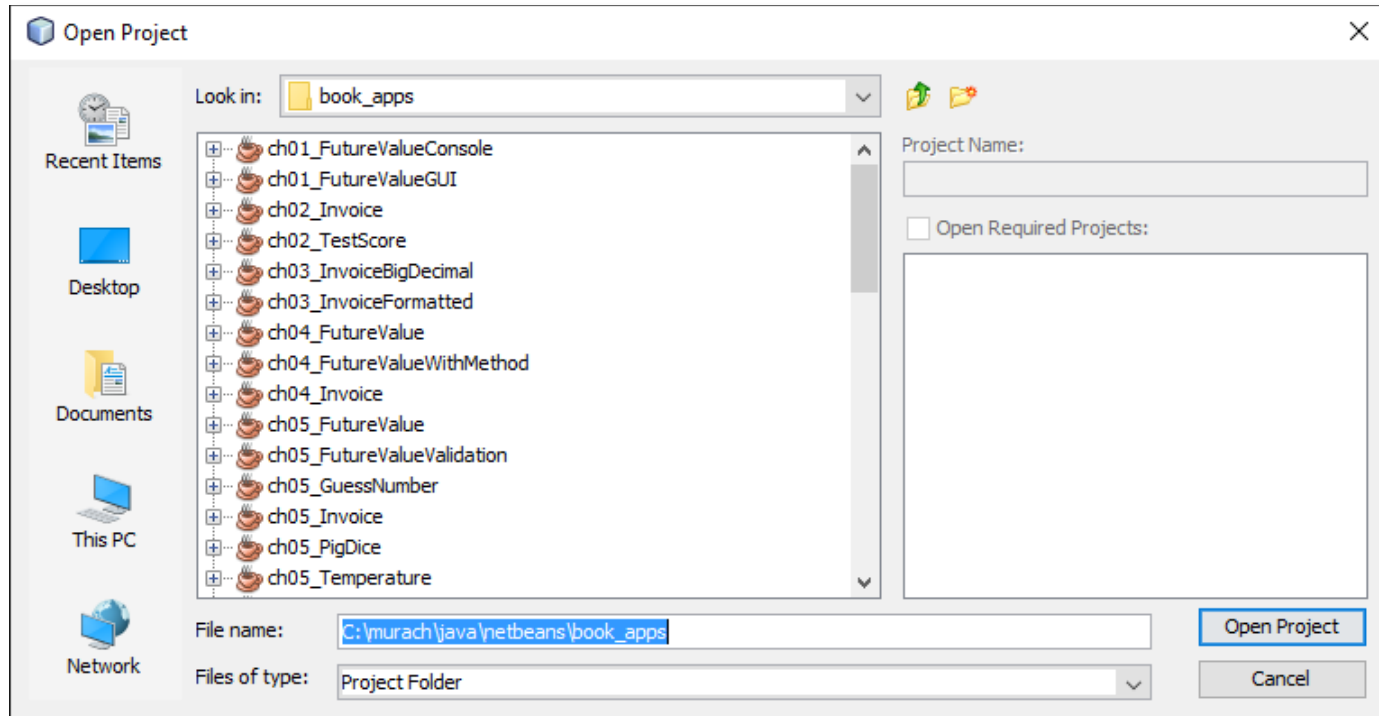 Open Project
Look in: book_apps
Recent Items
Desktop
Documents
This PC
Network
ch01_FutureValueConsole
ch01_FutureValueGUI
ch02_Invoice
ch02_TestScore
ch03_InvoiceBigDecimal
ch03_InvoiceFormatted
ch04_FutureValue
ch04_FutureValueWithMethod
ch04_Invoice
ch05_FutureValue
ch05_FutureValueValidation
ch05_GuessNumber
ch05_Invoice
ch05_PigDice
ch05_Temperature
Project Name:
Open Required Projects:
File name: C:\murach\java\netbeans\book_apps
Open Project
Files of type: Project Folder
Cancel